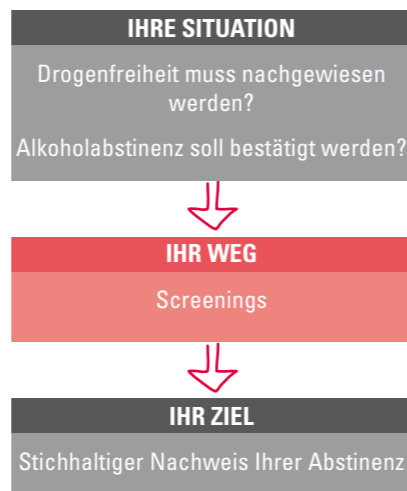 IHRE SITUATION
Drogenfreiheit muss nachgewiesen
werden?
Alkoholabstinenz soll bestätigt werden?
IHR WEG
Screenings
IHR ZIEL
Stichhaltiger Nachweis Ihrer Abstinenz